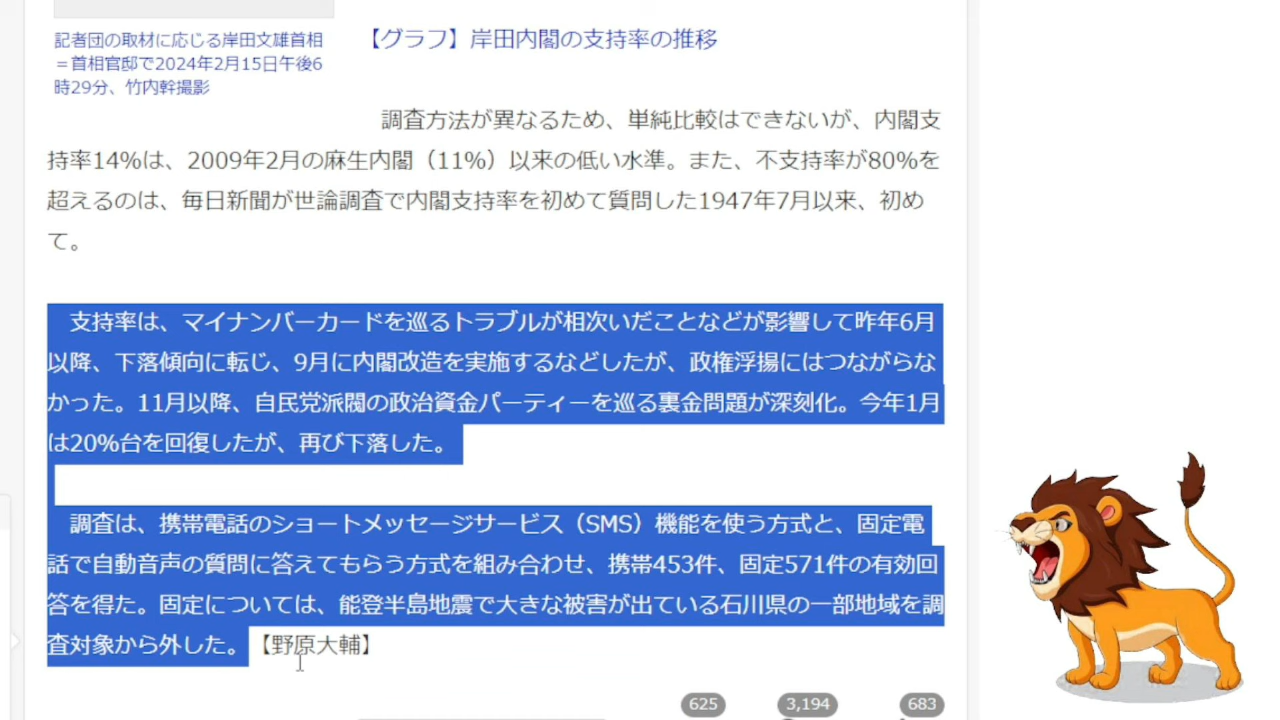 記者団の取材に応じる岸田文雄首相
＝首相官邸で2024年2月15日午後6
時29分、竹内幹撮影
【グラフ】岸田内閣の支持率の推移
調査方法が異なるため、単純比較はできないが、内閣支
持率14%は、2009年2月の麻生内閣（11%）以来の低い水準。また、不支持率が80%を
超えるのは、毎日新聞が世論調査で内閣支持率を初めて質問した1947年7月以来、初め
て。
支持率は、マイナンバーカードを巡るトラブルが相次いだことなどが影響して昨年6月
以降、下落傾向に転じ、9月に内閣改造を実施するなどしたが、政権浮揚にはつながらな
かった。11月以降、自民党派閥の政治資金パーティーを巡る裏金問題が深刻化。今年1月
は20%台を回復したが、再び下落した。
調査は、携帯電話のショートメッセージサービス（SMS）機能を使う方式と、固定電
話で自動音声の質問に答えてもらう方式を組み合わせ、携帯453件、固定571件の有効回
答を得た。固定については、能登半島地震で大きな被害が出ている石川県の一部地域を調
査対象から外した。【野原大輔】
625 3,194 683